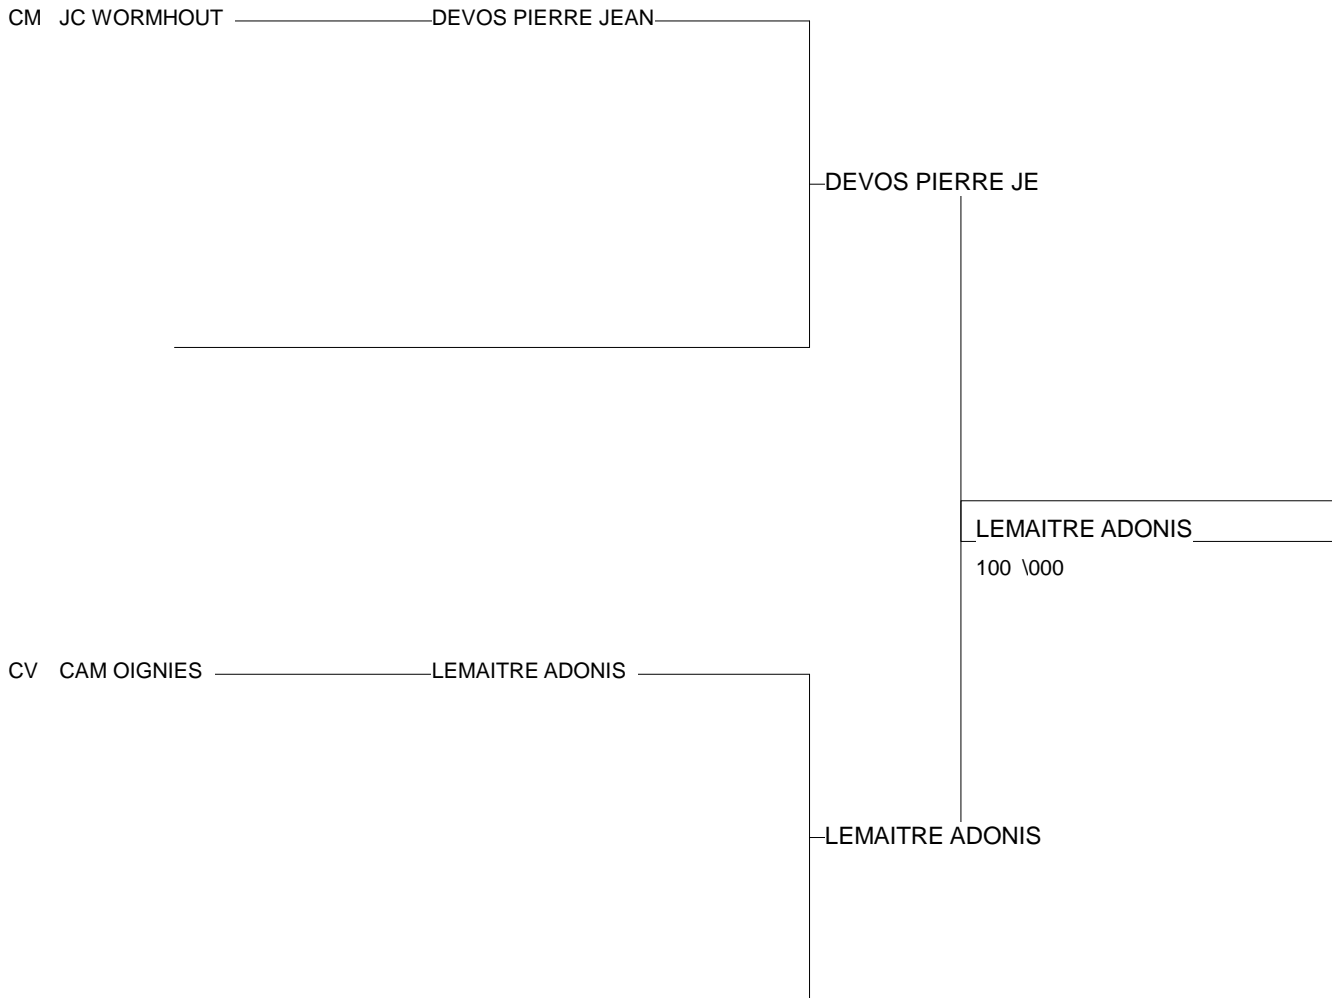 CM JC WORMHOUT DEVOS PIERRE JEAN
DEVOS PIERRE JE
LEMAITRE ADONIS
100 \000
CV CAM OIGNIES LEMAITRE ADONIS
LEMAITRE ADONIS